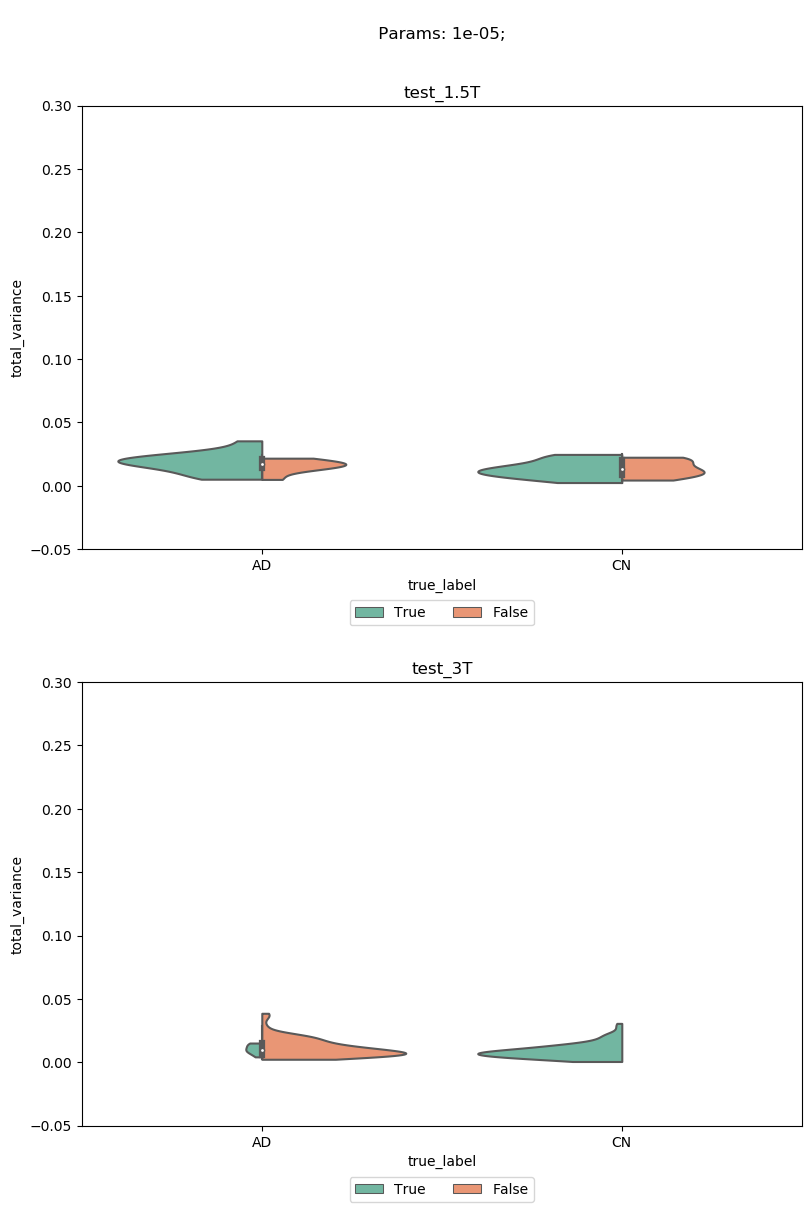 Params: 1e-05;
test_1.5T
0.30
0.25
0.20
0.15
0.10
0.05
0.00
−0.05
total_variance
AD CN
true_label
True False
test_3T
0.30
0.25
0.20
0.15
0.10
0.05
0.00
−0.05
total_variance
AD CN
true_label
True False